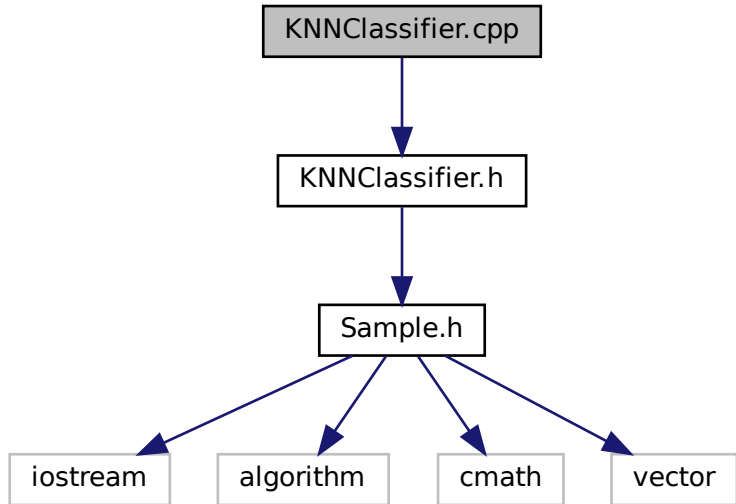 KNNClassifier.cpp
KNNClassifier.h
Sample.h
iostream
algorithm
cmath
vector